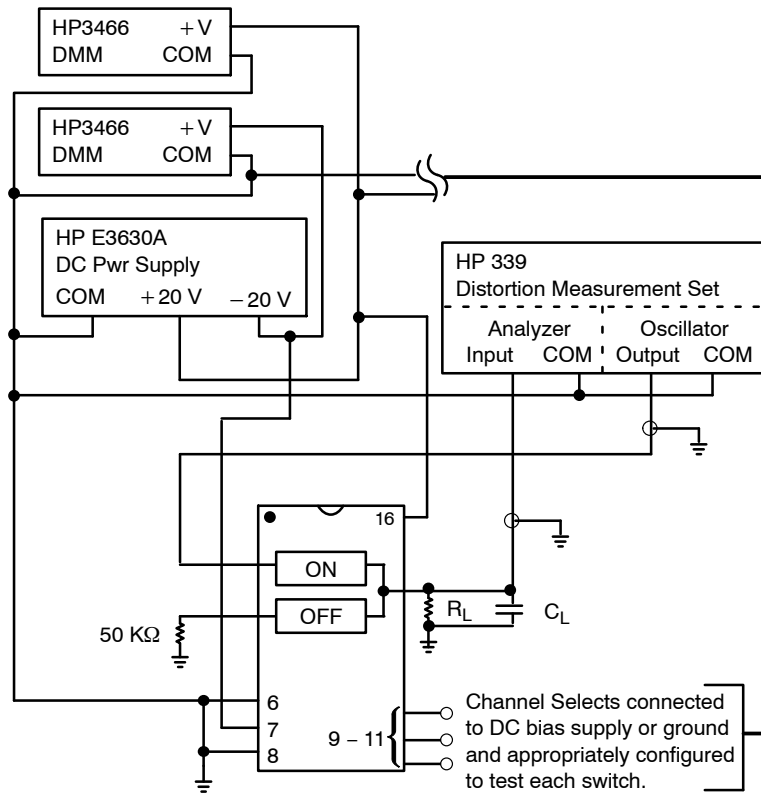 HP3466 +V
DMM COM
HP3466 +V
DMM COM
HP E3630A
DC Pwr Supply
COM +20 V −20 V
HP 339
Distortion Measurement Set
Analyzer Oscillator
Input COM Output COM
16
ON
OFF
50 KΩ
RL
CL
6
7
8
9 − 11
Channel Selects connected
to DC bias supply or ground
and appropriately configured
to test each switch.